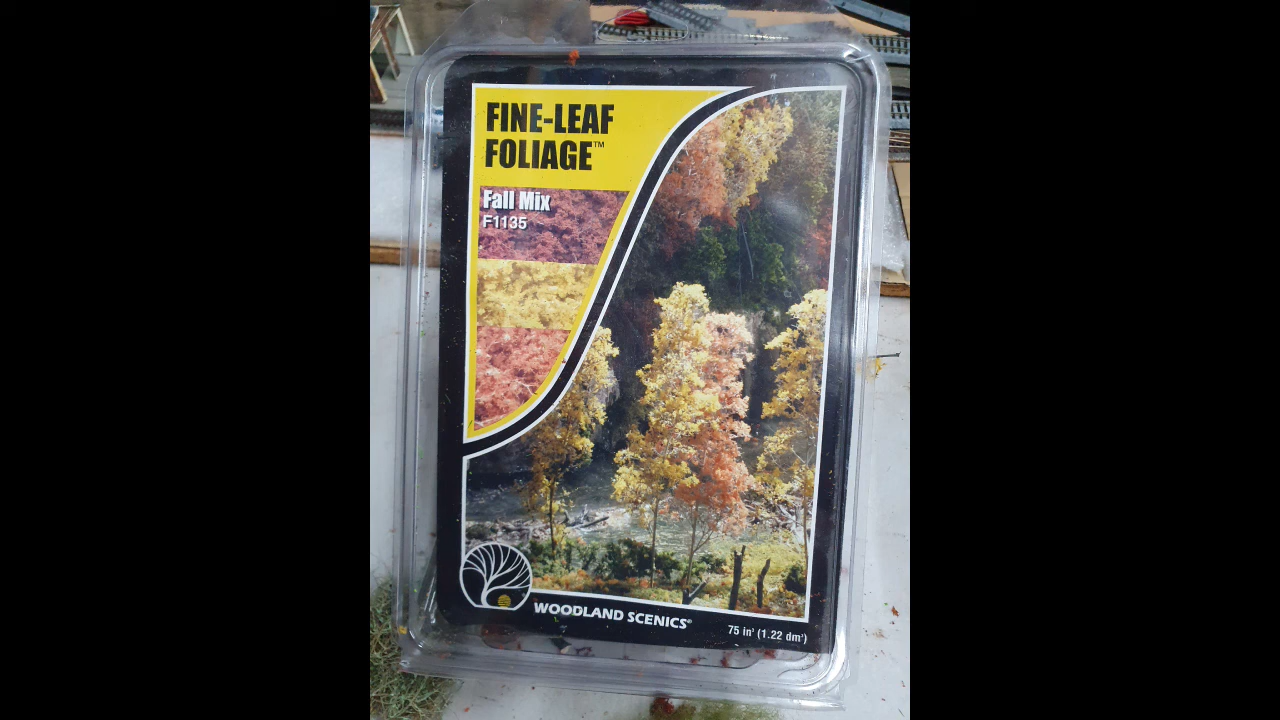 FINE-LEAF
FOLIAGE™
Fall Mix
F1135
WOODLAND SCENICS®
75 in³ (1.22 dm³)